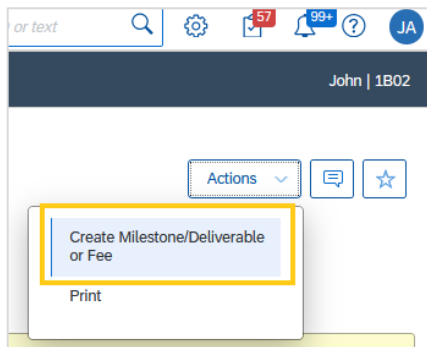 or text
57
99+
JA
John | 1B02
Actions
Create Milestone/Deliverable
or Fee
Print